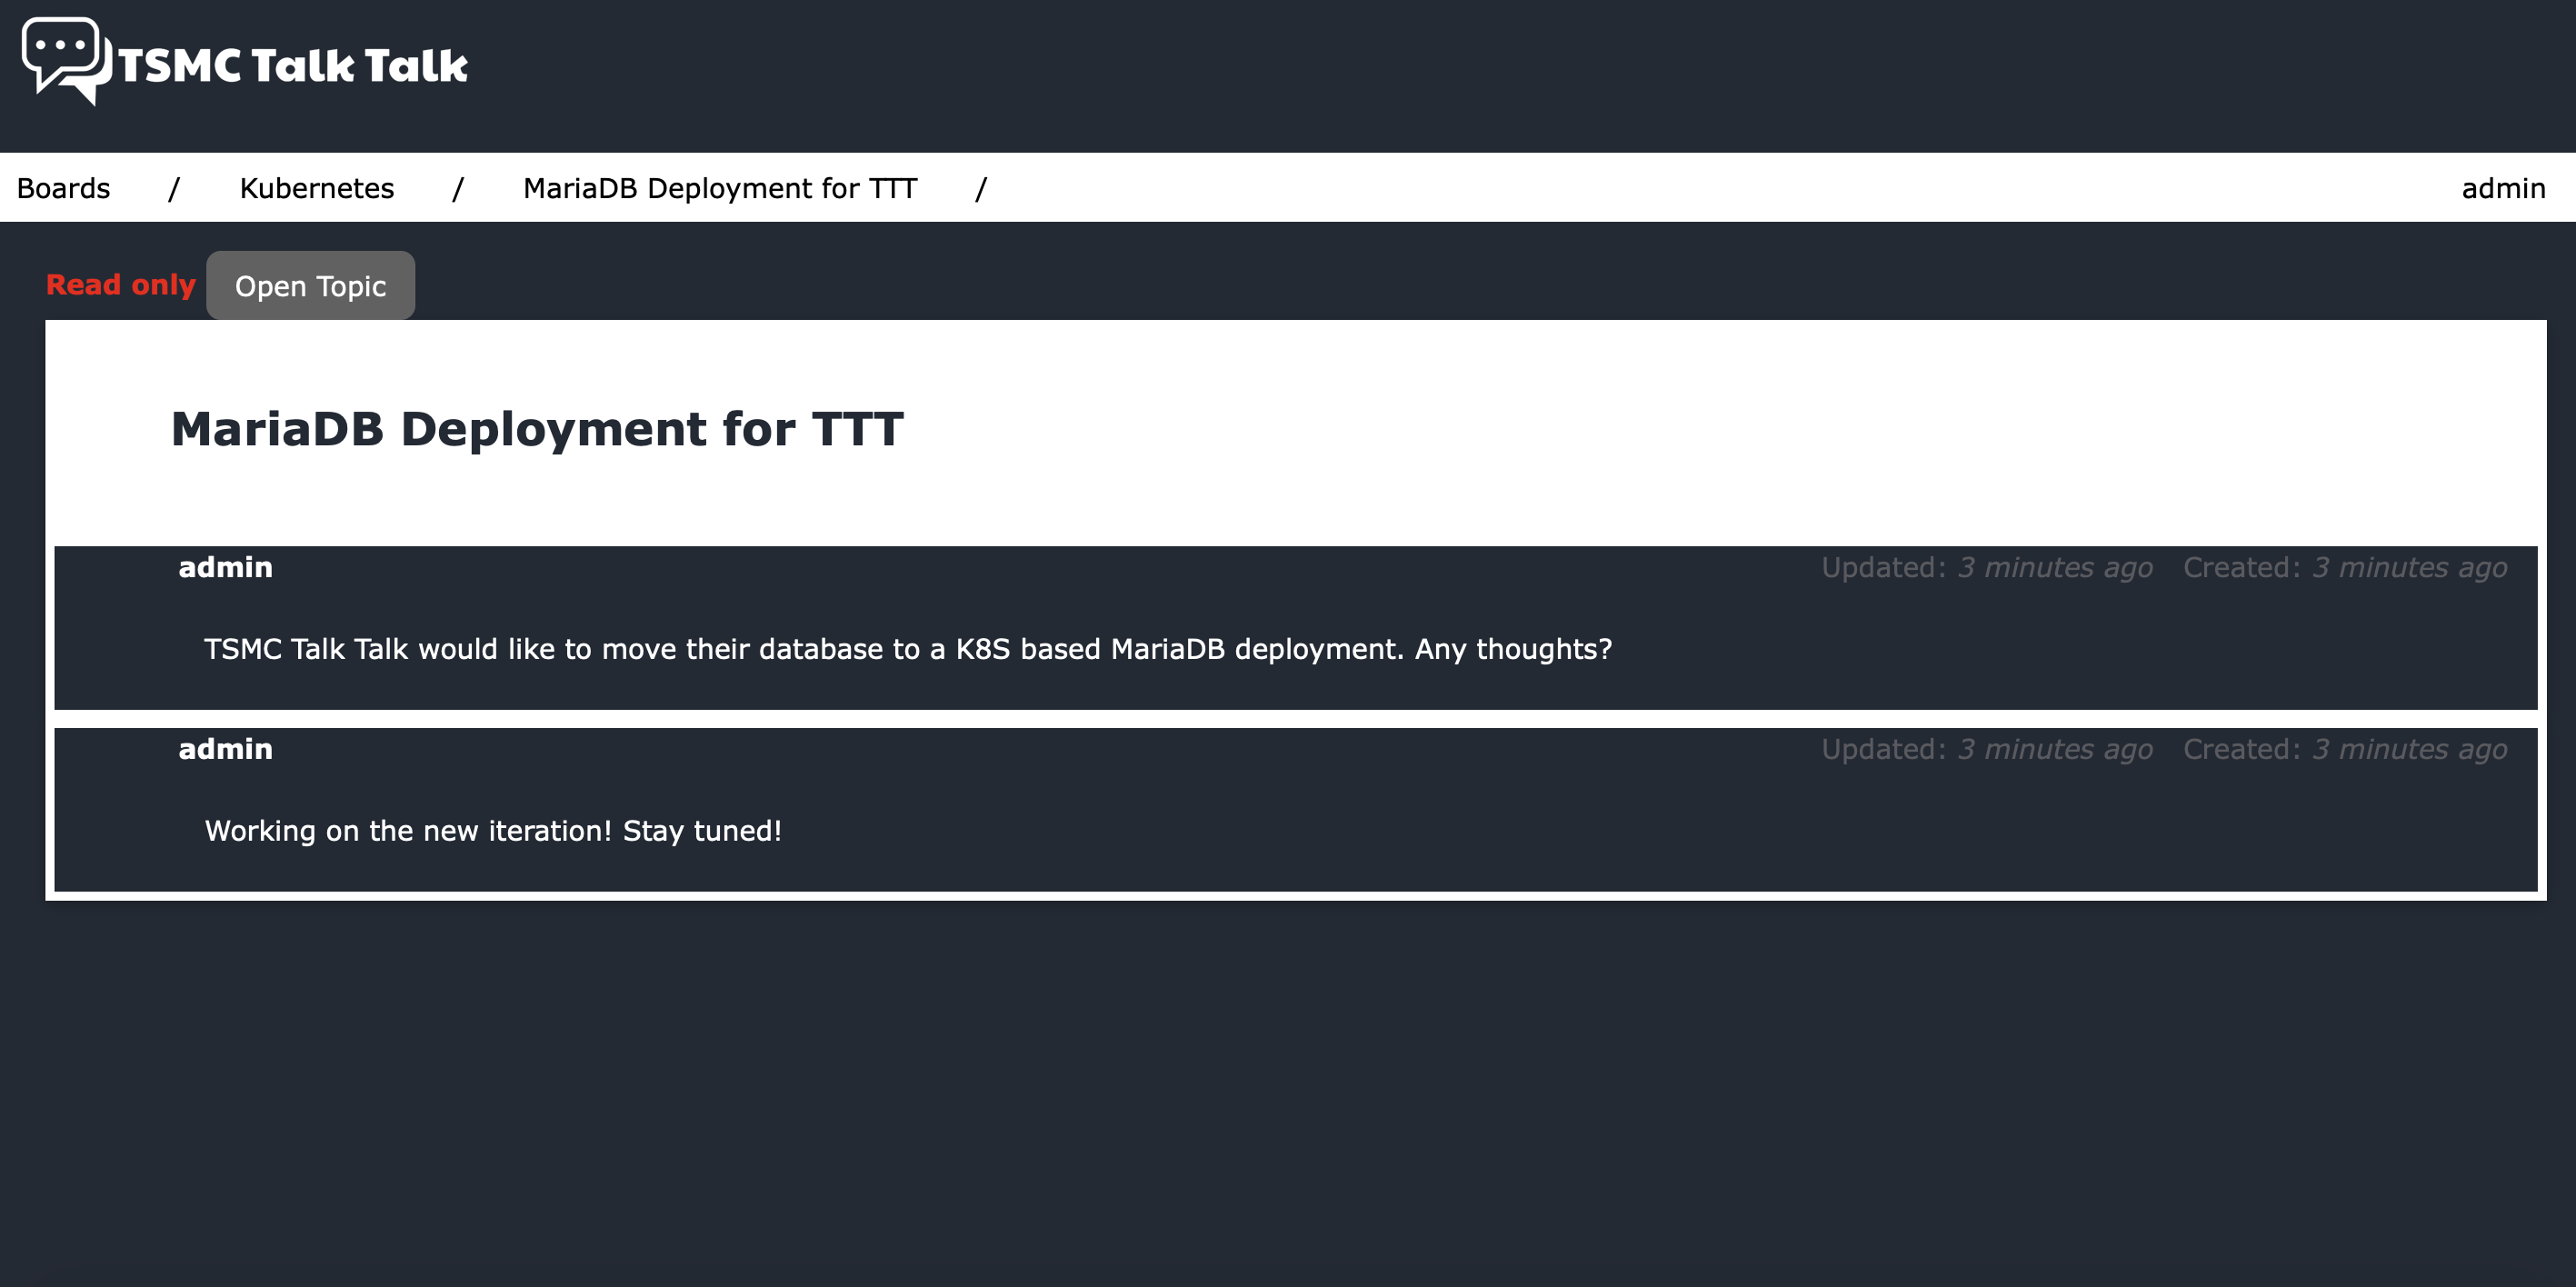 TSMC Talk Talk
Boards / Kubernetes / MariaDB Deployment for TTT / admin
Read only Open Topic
MariaDB Deployment for TTT
admin Updated: 3 minutes ago Created: 3 minutes ago
TSMC Talk Talk would like to move their database to a K8S based MariaDB deployment. Any thoughts?
admin Updated: 3 minutes ago Created: 3 minutes ago
Working on the new iteration! Stay tuned!